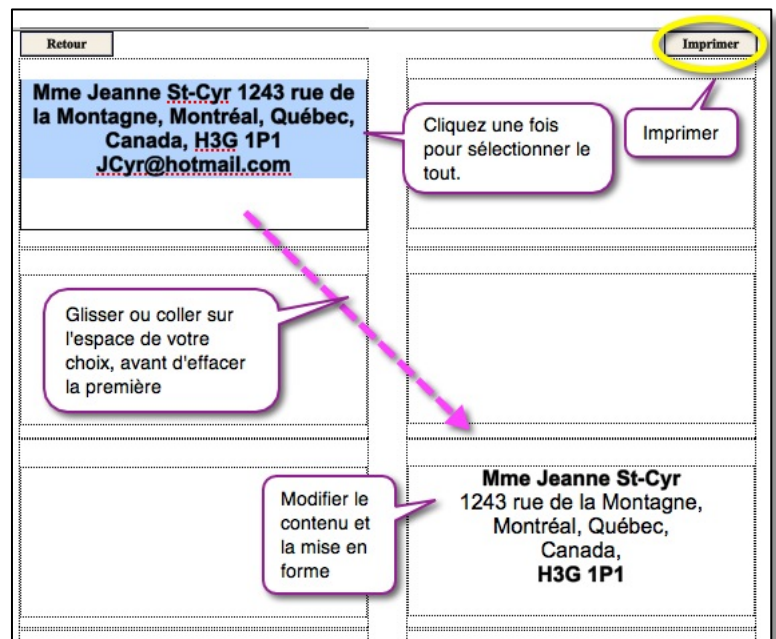 Retour
Imprimer
Mme Jeanne St-Cyr 1243 rue de
la Montagne, Montréal, Québec,
Canada, H3G 1P1
JCyr@hotmail.com
Cliquez une fois
pour sélectionner le
tout.
Imprimer
Glisser ou coller sur
l'espace de votre
choix, avant d'effacer
la première
Modifier le
contenu et
la mise en
forme
Mme Jeanne St-Cyr
1243 rue de la Montagne,
Montréal, Québec,
Canada,
H3G 1P1